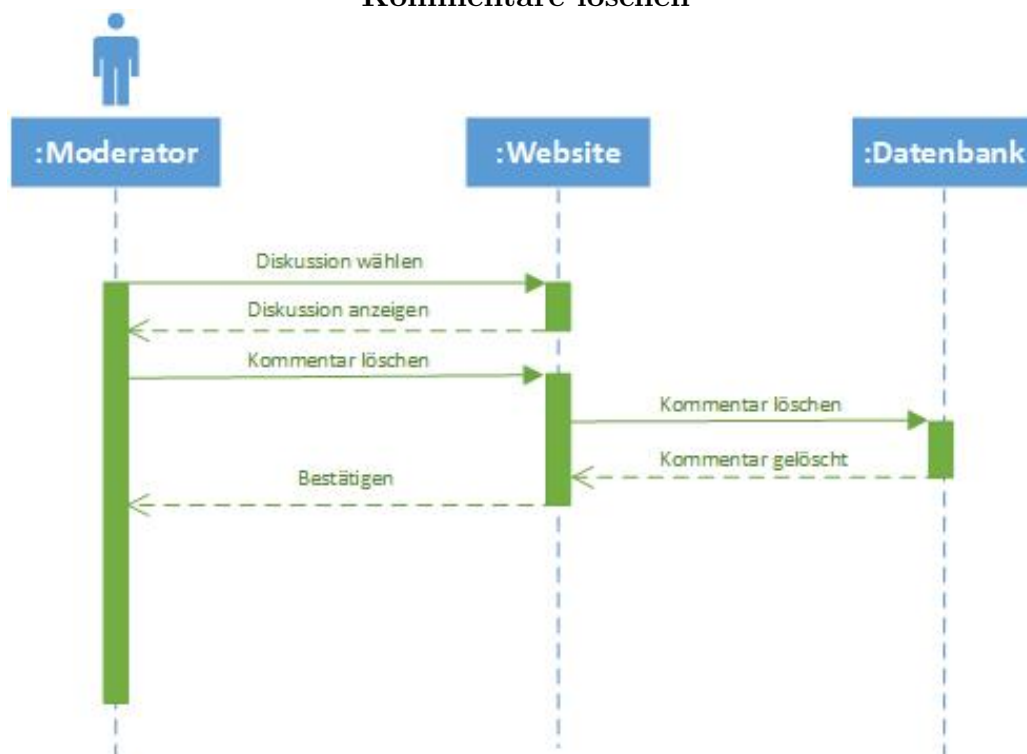 Kommentare löschen
:Moderator
:Website
:Datenbank
Diskussion wählen
Diskussion anzeigen
Kommentar löschen
Kommentar löschen
Kommentar gelöscht
Bestätigen